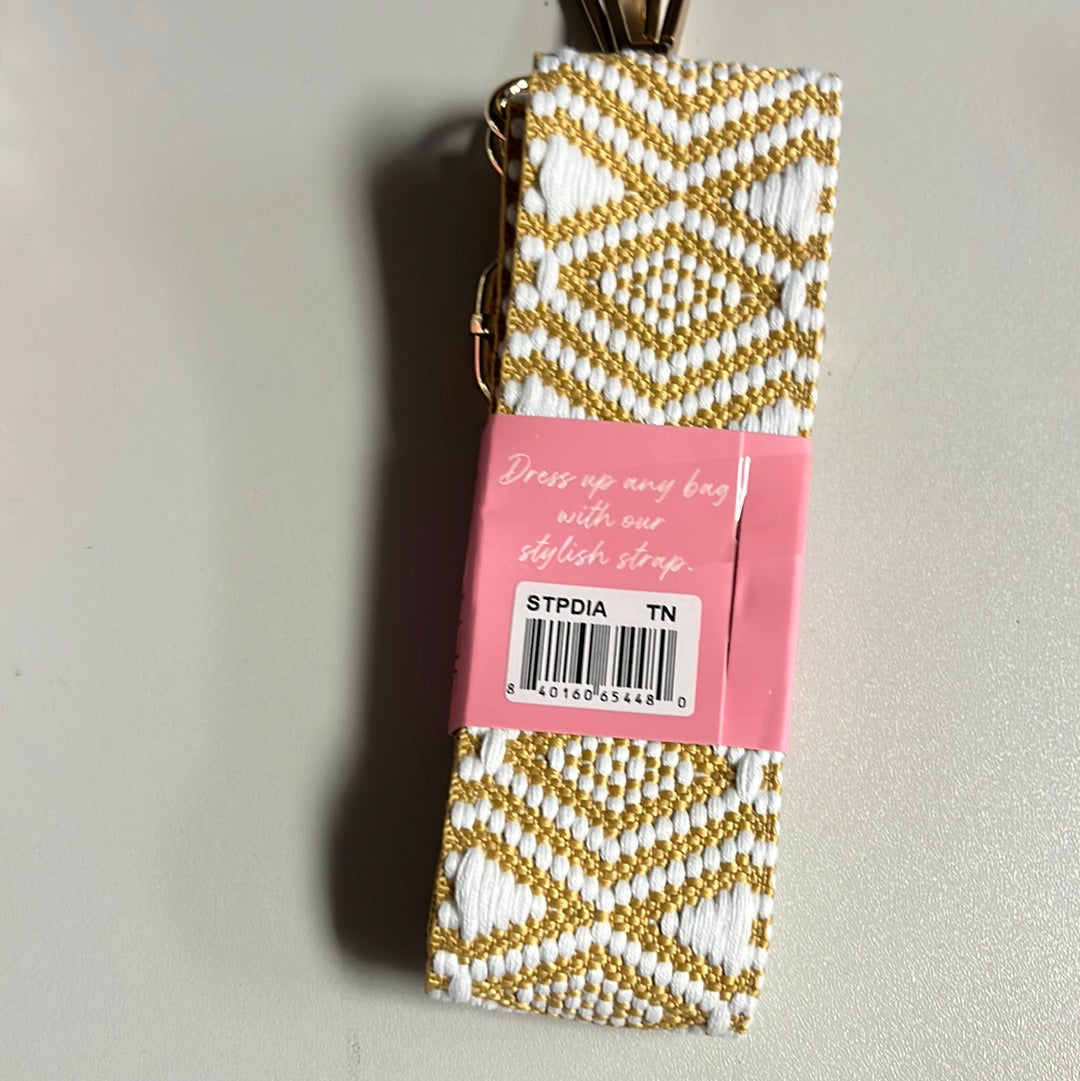 Dress up any bag
with our
stylish strap.
STPDIA TN
8 40160 65448 0